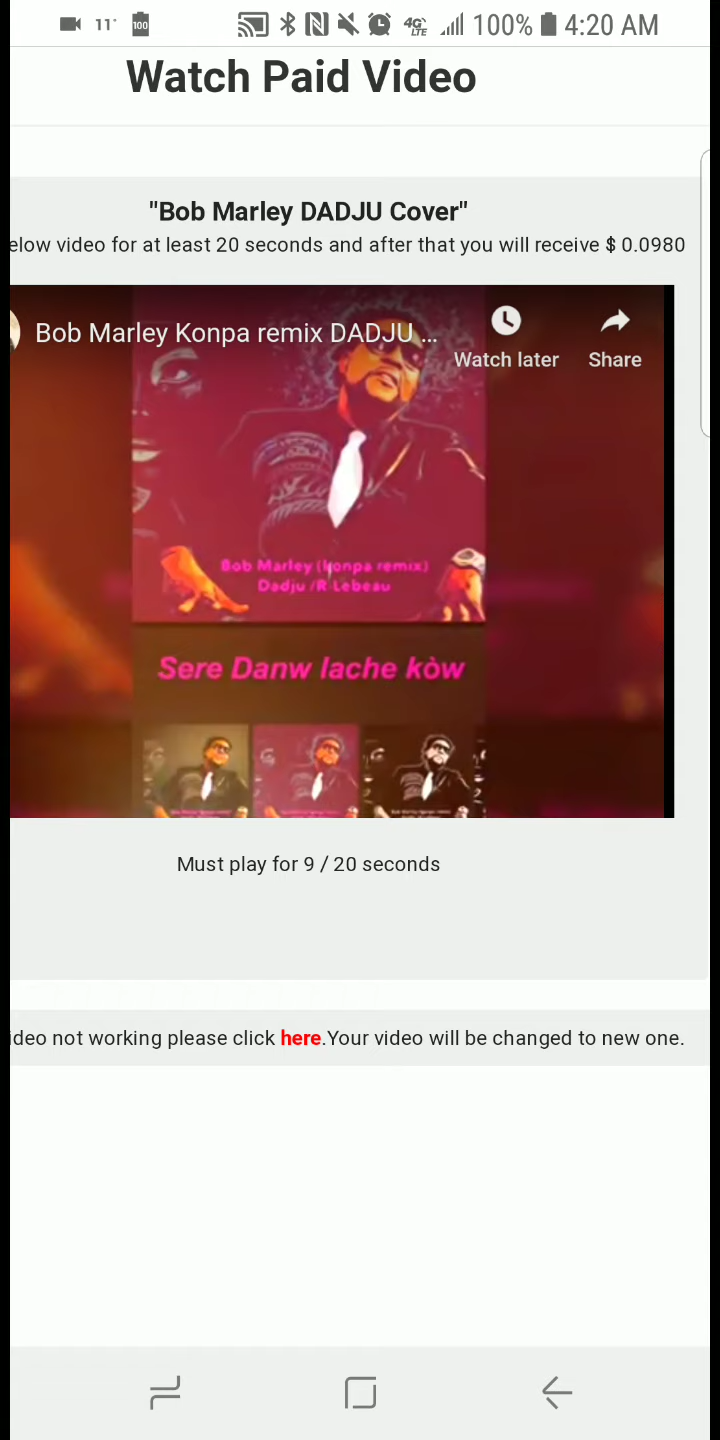 11°
100
4G LTE
100%
4:20 AM
Watch Paid Video
"Bob Marley DADJU Cover"
elow video for at least 20 seconds and after that you will receive $ 0.0980
Bob Marley Konpa remix DADJU ...
Watch later
Share
Bob Marley (konpa remix)
Dadju /R Lebeau
Sere Danw lache kòw
Must play for 9 / 20 seconds
ideo not working please click here.Your video will be changed to new one.